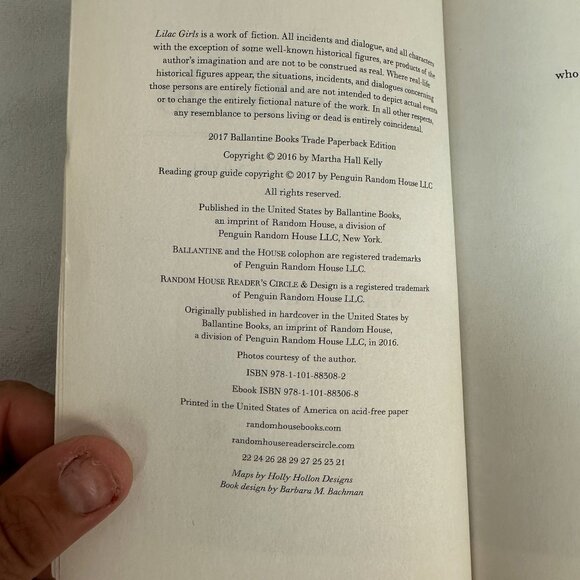 Lilac Girls is a work of fiction. All incidents and dialogue, and all characters
with the exception of some well-known historical figures, are products of the
author's imagination and are not to be construed as real. Where real-life
historical figures appear, the situations, incidents, and dialogues concerning
those persons are entirely fictional and are not intended to depict actual events
or to change the entirely fictional nature of the work. In all other respects,
any resemblance to persons living or dead is entirely coincidental.
2017 Ballantine Books Trade Paperback Edition
Copyright © 2016 by Martha Hall Kelly
Reading group guide copyright © 2017 by Penguin Random House LLC
All rights reserved.
Published in the United States by Ballantine Books,
an imprint of Random House, a division of
Penguin Random House LLC, New York.
BALLANTINE and the HOUSE colophon are registered trademarks
of Penguin Random House LLC.
RANDOM HOUSE READER'S CIRCLE & Design is a registered trademark
of Penguin Random House LLC.
Originally published in hardcover in the United States by
Ballantine Books, an imprint of Random House,
a division of Penguin Random House LLC, in 2016.
Photos courtesy of the author.
ISBN 978-1-101-88308-2
Ebook ISBN 978-1-101-88306-8
Printed in the United States of America on acid-free paper
randomhousebooks.com
randomhousereaderscircle.com
22 24 26 28 29 27 25 23 21
Maps by Holly Hollon Designs
Book design by Barbara M. Bachman
who